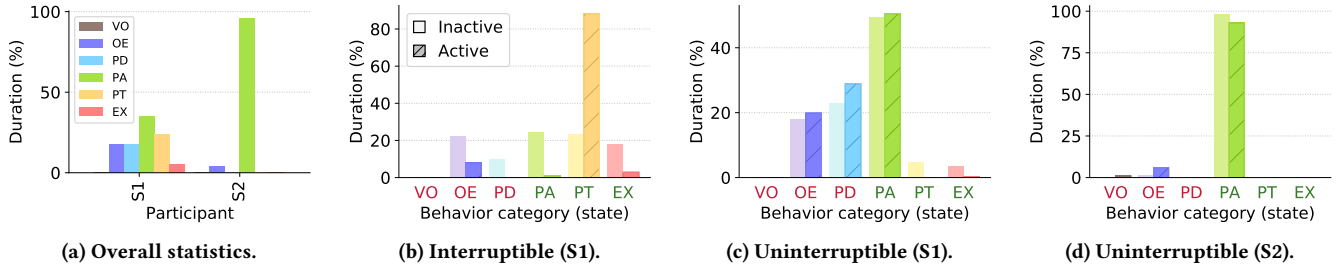 Duration (%)
100
50
0
VO
OE
PD
PA
PT
EX
S1
S2
Participant
(a) Overall statistics.
Duration (%)
80
60
40
20
0
Inactive
Active
VO OE PD PA PT EX
Behavior category (state)
(b) Interruptible (S1).
Duration (%)
40
20
0
VO OE PD PA PT EX
Behavior category (state)
(c) Uninterruptible (S1).
Duration (%)
100
75
50
25
0
VO OE PD PA PT EX
Behavior category (state)
(d) Uninterruptible (S2).